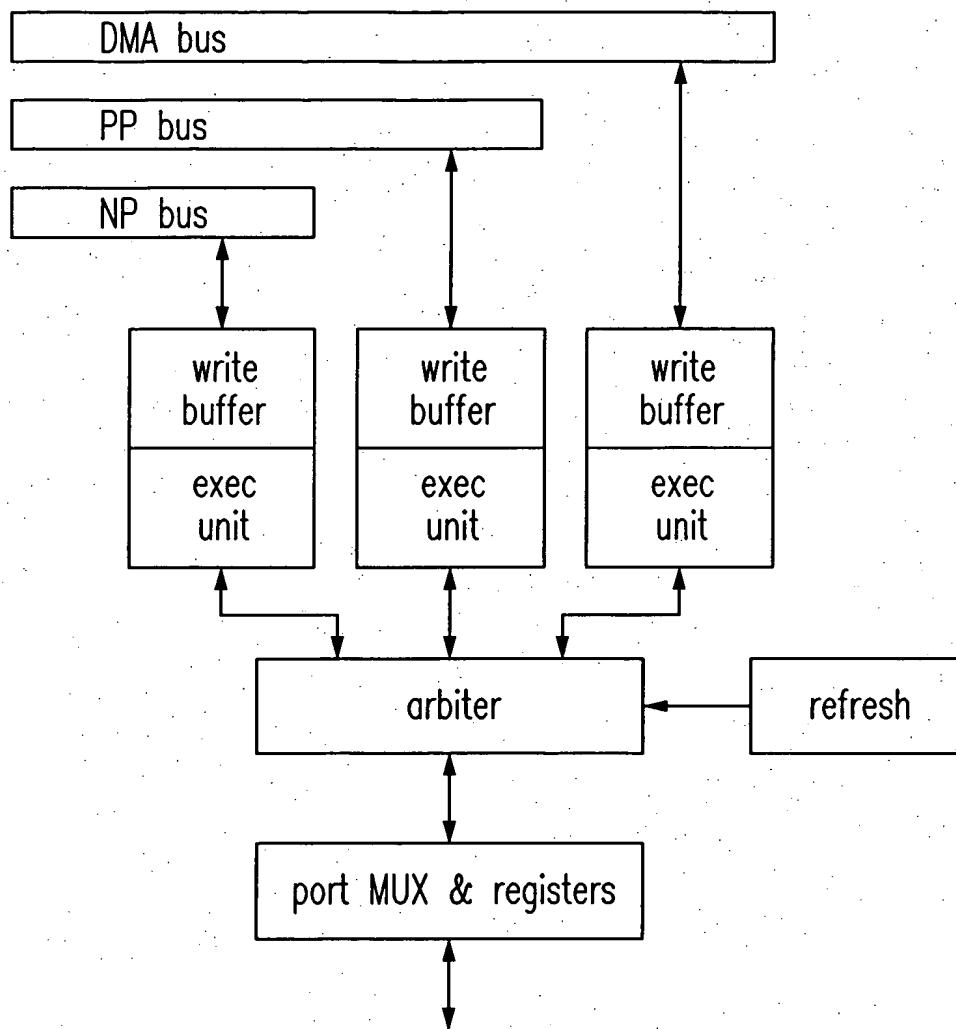 DMA bus
PP bus
NP bus
write
buffer
exec
unit
write
buffer
exec
unit
write
buffer
exec
unit
arbiter
refresh
port MUX & registers